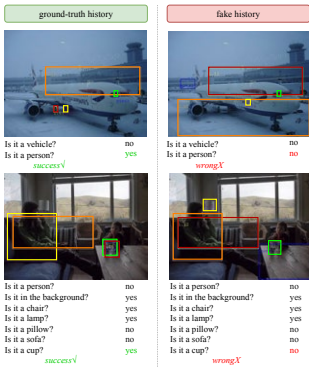 ground-truth history
fake history
Is it a vehicle? no
Is it a person? yes
success√
Is it a vehicle? no
Is it a person? no
wrongX
Is it a person? no
Is it in the background? yes
Is it a chair? yes
Is it a lamp? yes
Is it a pillow? no
Is it a sofa? no
Is it a cup? yes
success√
Is it a person? no
Is it in the background? yes
Is it a chair? yes
Is it a lamp? yes
Is it a pillow? no
Is it a sofa? no
Is it a cup? no
wrongX